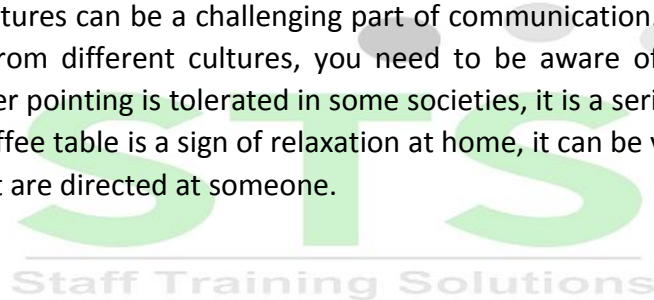 tures can be a challenging part of communication.
rom different cultures, you need to be aware of
er pointing is tolerated in some societies, it is a seri
ffee table is a sign of relaxation at home, it can be v
t are directed at someone.
STS
Staff Training Solutions